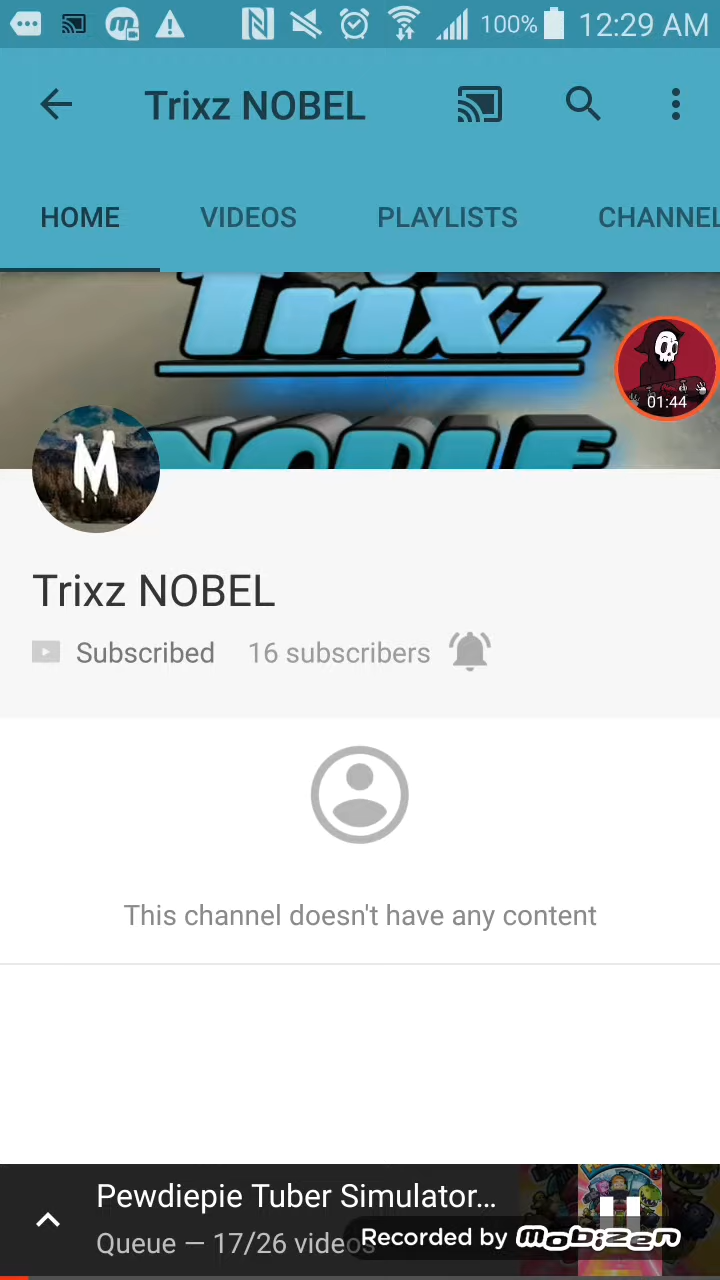 100% 12:29 AM
Trixz NOBEL
HOME VIDEOS PLAYLISTS CHANNEL
Trixz
NOBLE
01:44
M
Trixz NOBEL
Subscribed 16 subscribers
This channel doesn't have any content
Pewdiepie Tuber Simulator...
Queue — 17/26 videos
Recorded by Mobizen